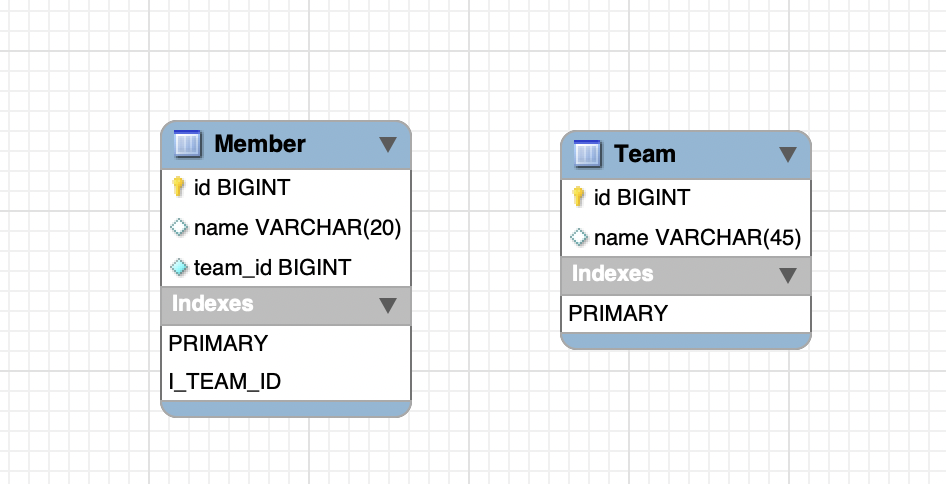 Member
id BIGINT
name VARCHAR(20)
team_id BIGINT
Indexes
PRIMARY
I_TEAM_ID
Team
id BIGINT
name VARCHAR(45)
Indexes
PRIMARY